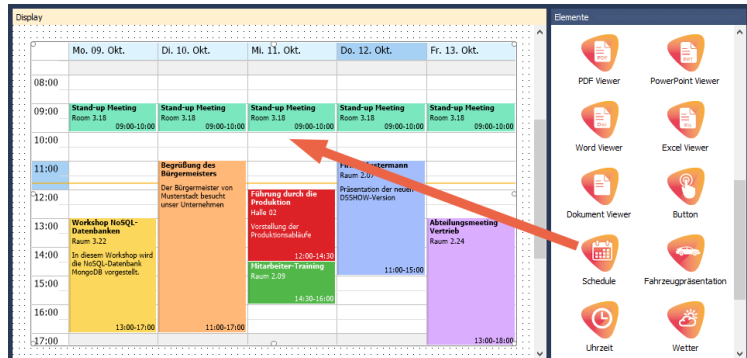 Display
Elemente
Mo. 09. Okt.
Di. 10. Okt.
Mi. 11. Okt.
Do. 12. Okt.
Fr. 13. Okt.
08:00
09:00
10:00
11:00
12:00
13:00
14:00
15:00
16:00
17:00
Stand-up Meeting
Room 3.18
09:00-10:00
Stand-up Meeting
Room 3.18
09:00-10:00
Stand-up Meeting
Room 3.18
09:00-10:00
Stand-up Meeting
Room 3.18
09:00-10:00
Stand-up Meeting
Room 3.18
09:00-10:00
Workshop NoSQL-
Datenbanken
Raum 3.22
In diesem Workshop wird
die NoSQL-Datenbank
MongoDB vorgestellt.
13:00-17:00
Begrüßung des
Bürgermeisters
Der Bürgermeister von
Musterstadt besucht
unser Unternehmen
11:00-17:00
Führung durch die
Produktion
Halle 02
Vorstellung der
Produktionsabläufe
12:00-14:30
Mitarbeiter-Training
Raum 2.09
14:30-16:00
Raum 2.07
Präsentation der neuen
DSSHOW-Version
11:00-15:00
Abteilungsmeeting
Vertrieb
Raum 2.24
13:00-18:00
PDF Viewer
PowerPoint Viewer
Word Viewer
Excel Viewer
Dokument Viewer
Button
Schedule
Fahrzeugpräsentation
Uhrzeit
Wetter